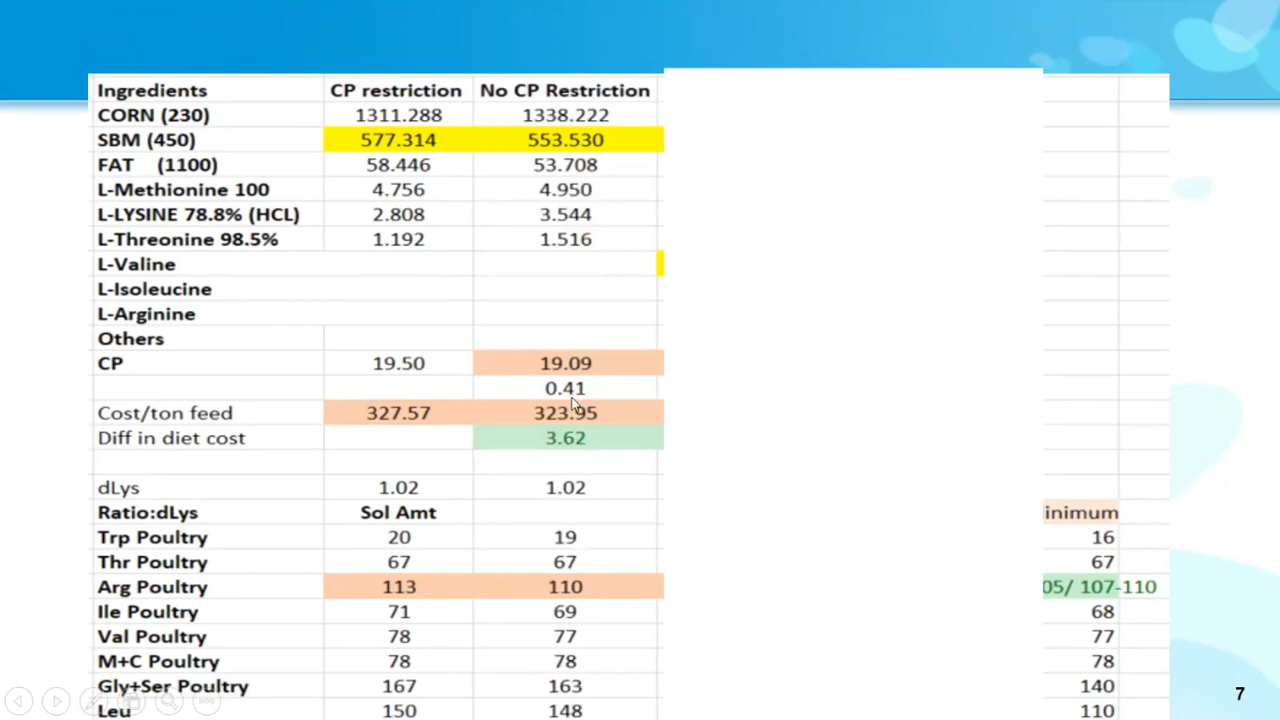 Ingredients CP restriction No CP Restriction
CORN (230) 1311.288 1338.222
SBM (450) 577.314 553.530
FAT (1100) 58.446 53.708
L-Methionine 100 4.756 4.950
L-LYSINE 78.8% (HCL) 2.808 3.544
L-Threonine 98.5% 1.192 1.516
L-Valine
L-Isoleucine
L-Arginine
Others
CP 19.50 19.09
0.41
Cost/ton feed 327.57 323.95
Diff in diet cost 3.62
dLys 1.02 1.02
Ratio:dLys Sol Amt inimum
Trp Poultry 20 19 16
Thr Poultry 67 67 67
Arg Poultry 113 110 05/ 107-110
Ile Poultry 71 69 68
Val Poultry 78 77 77
M+C Poultry 78 78 78
Gly+Ser Poultry 167 163 140
Leu 150 148 110
7